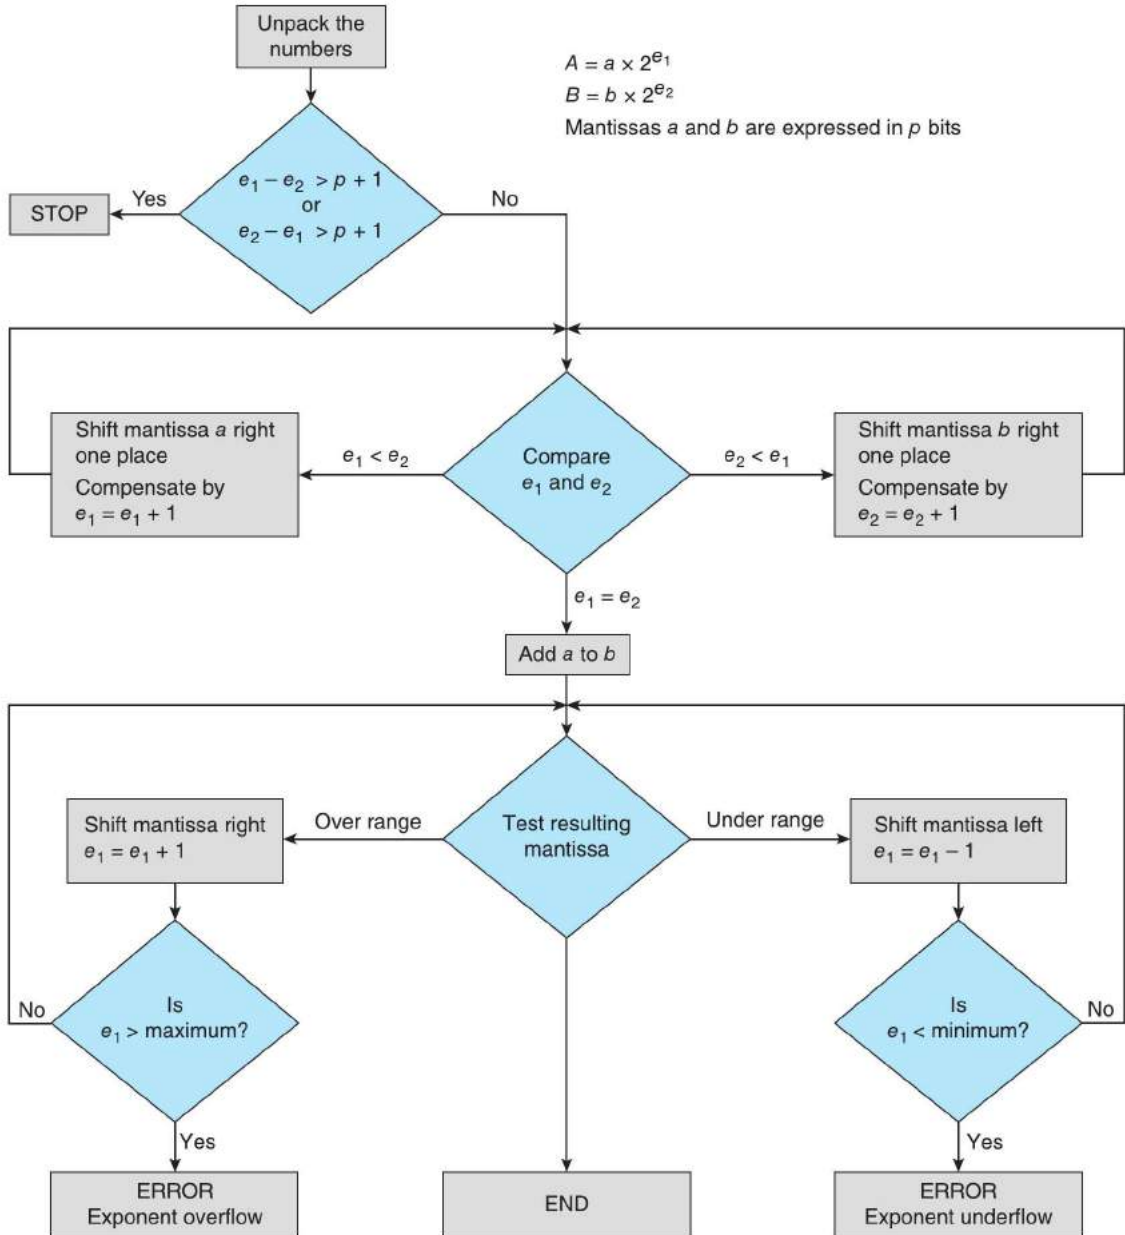 Unpack the
numbers
A = a × 2^e₁
B = b × 2^e₂
Mantissas a and b are expressed in p bits
e₁ – e₂ > p + 1
or
e₂ – e₁ > p + 1
Yes
STOP
No
Shift mantissa a right
one place
Compensate by
e₁ = e₁ + 1
e₁ < e₂
Compare
e₁ and e₂
e₂ < e₁
Shift mantissa b right
one place
Compensate by
e₂ = e₂ + 1
e₁ = e₂
Add a to b
Shift mantissa right
e₁ = e₁ + 1
Over range
Test resulting
mantissa
Under range
Shift mantissa left
e₁ = e₁ – 1
No
Is
e₁ > maximum?
Is
e₁ < minimum?
No
Yes
Yes
ERROR
Exponent overflow
END
ERROR
Exponent underflow